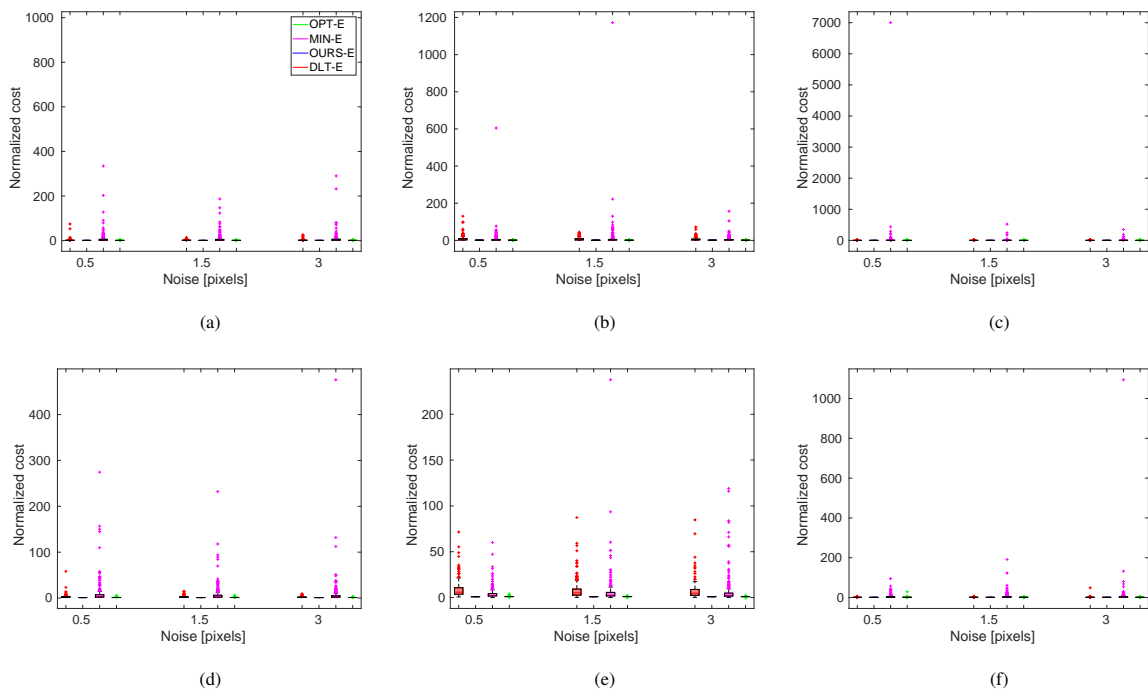 1000
800
600
400
200
0
Normalized cost
0.5 1.5 3
Noise [pixels]
OPT-E
MIN-E
OURS-E
DLT-E
(a)
1200
1000
800
600
400
200
0
Normalized cost
0.5 1.5 3
Noise [pixels]
(b)
7000
6000
5000
4000
3000
2000
1000
0
Normalized cost
0.5 1.5 3
Noise [pixels]
(c)
400
300
200
100
0
Normalized cost
0.5 1.5 3
Noise [pixels]
(d)
200
150
100
50
0
Normalized cost
0.5 1.5 3
Noise [pixels]
(e)
1000
800
600
400
200
0
Normalized cost
0.5 1.5 3
Noise [pixels]
(f)